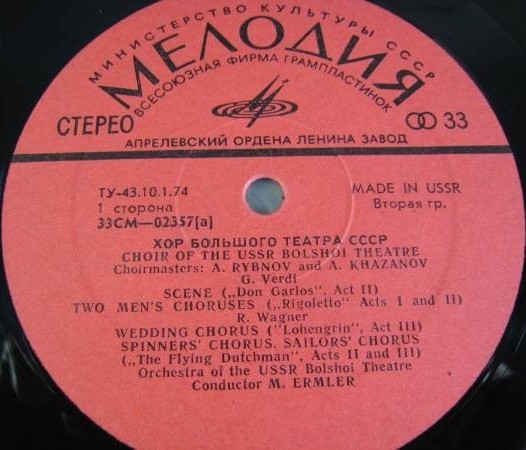 МИНИСТЕРСТВО КУЛЬТУРЫ СССР
МЕЛОДИЯ
ВСЕСОЮЗНАЯ ФИРМА ГРАМПЛАСТИНОК
СТЕРЕО 33
АПРЕЛЕВСКИЙ ОРДЕНА ЛЕНИНА ЗАВОД
ТУ-43.10.1.74 MADE IN USSR
1 сторона Вторая гр.
33СМ—02357(а)
ХОР БОЛЬШОГО ТЕАТРА СССР
CHOIR OF THE USSR BOLSHOI THEATRE
Choirmasters: A. RYBNOV and A. KHAZANOV
G. Verdi
SCENE („Don Garlos", Act II)
TWO MEN'S CHORUSES („Rigoletto" Acts I and II)
R. Wagner
WEDDING CHORUS ("Lohengrin", Act III)
SPINNERS' CHORUS. SAILORS' CHORUS
(„The Flying Dutchman", Acts II and III)
Orchestra of the USSR Bolshoi Theatre
Conductor M. ERMLER